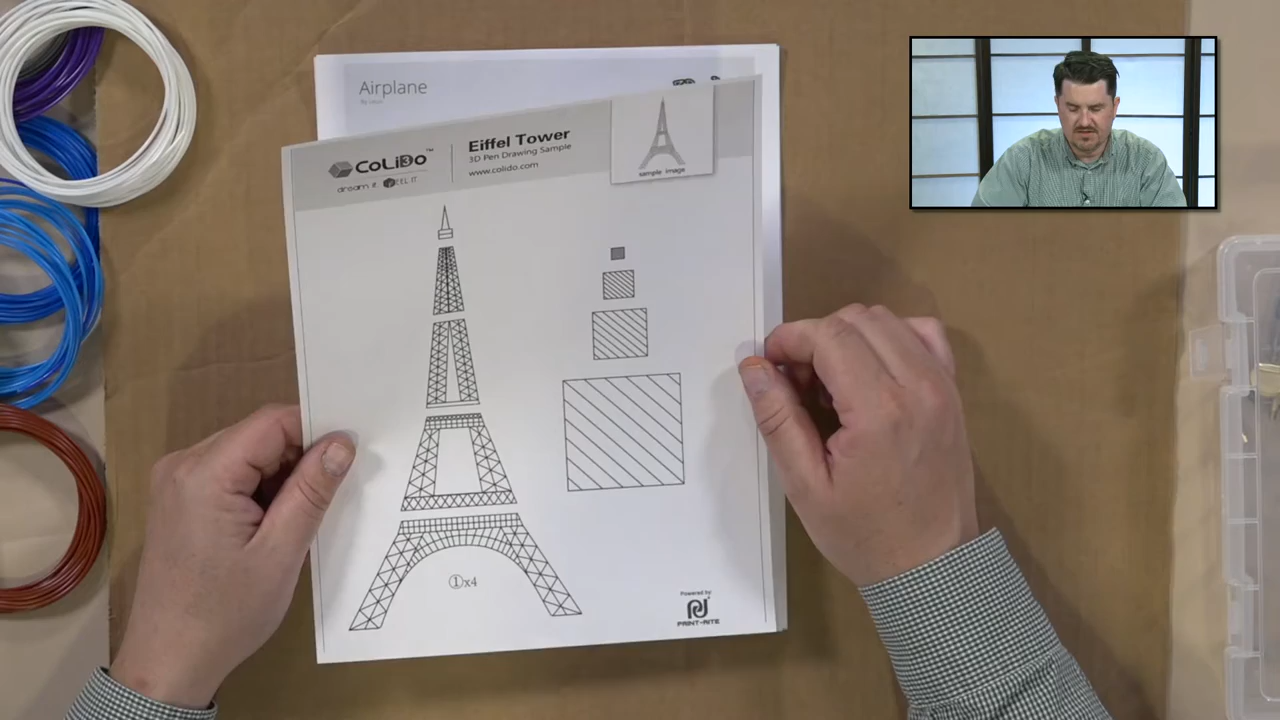 Airplane
CoLiDo™
dream it. FEEL IT
Eiffel Tower
3D Pen Drawing Sample
www.colido.com
sample image
①x4
Powered by
PRINT-RITE